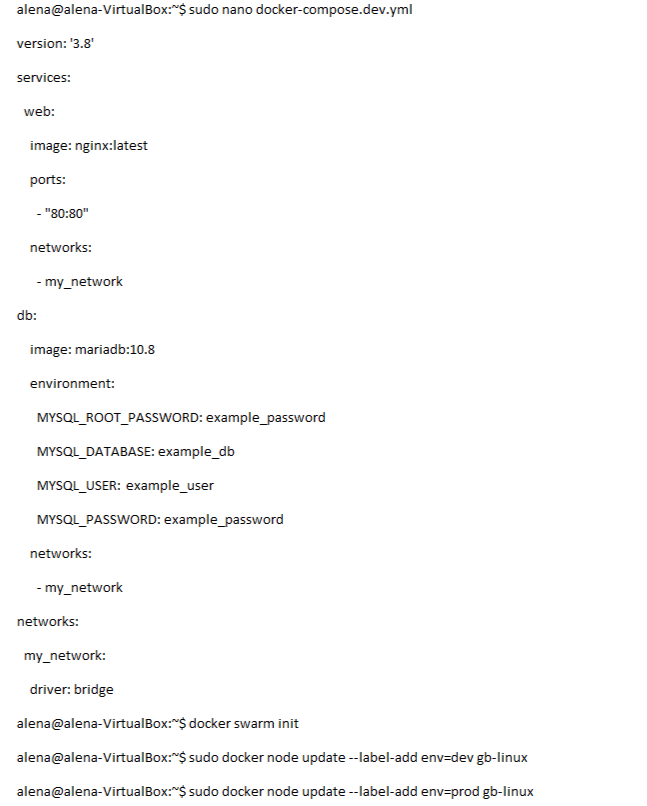 alena@alena-VirtualBox:~$ sudo nano docker-compose.dev.yml
version: '3.8'
services:
  web:
    image: nginx:latest
    ports:
      - "80:80"
    networks:
      - my_network
db:
    image: mariadb:10.8
    environment:
      MYSQL_ROOT_PASSWORD: example_password
      MYSQL_DATABASE: example_db
      MYSQL_USER: example_user
      MYSQL_PASSWORD: example_password
    networks:
      - my_network
networks:
  my_network:
    driver: bridge
alena@alena-VirtualBox:~$ docker swarm init
alena@alena-VirtualBox:~$ sudo docker node update --label-add env=dev gb-linux
alena@alena-VirtualBox:~$ sudo docker node update --label-add env=prod gb-linux